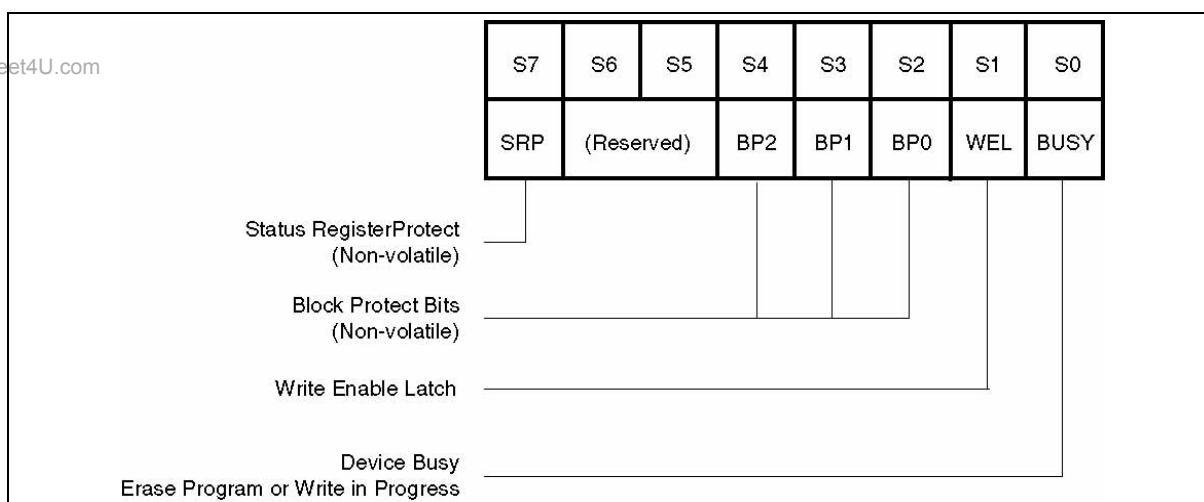 eet4U.com
S7 S6 S5 S4 S3 S2 S1 S0
SRP (Reserved) BP2 BP1 BP0 WEL BUSY
Status RegisterProtect
(Non-volatile)
Block Protect Bits
(Non-volatile)
Write Enable Latch
Device Busy
Erase Program or Write in Progress